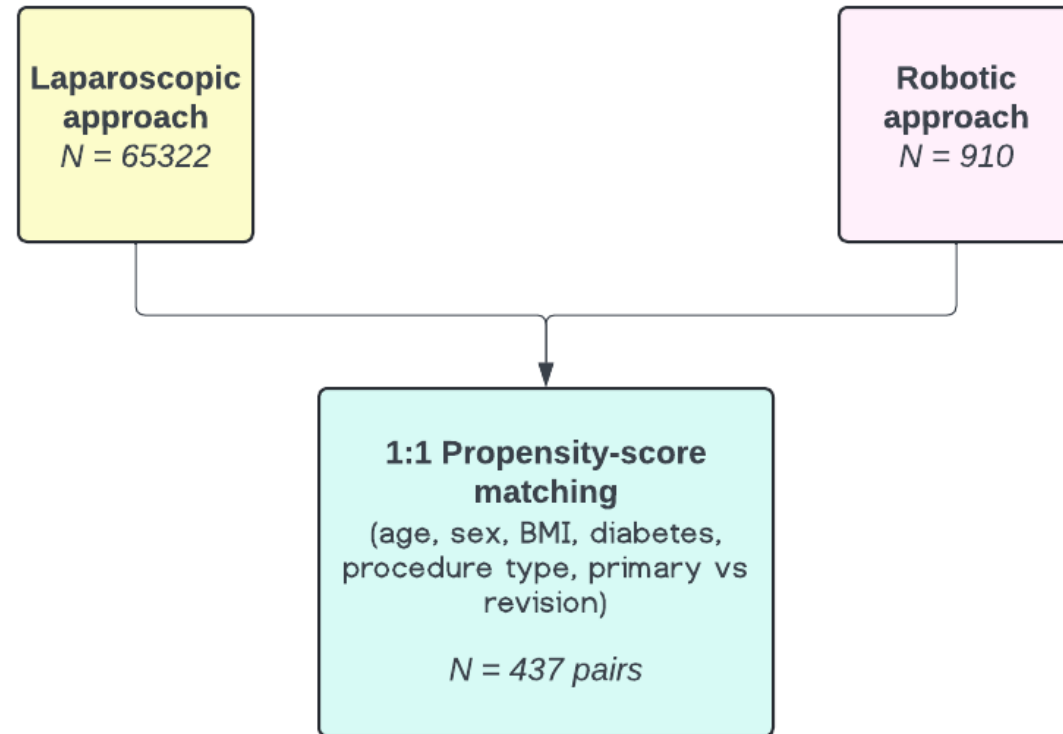 Laparoscopic
approach
N = 65322
Robotic
approach
N = 910
1:1 Propensity-score
matching
(age, sex, BMI, diabetes,
procedure type, primary vs
revision)
N = 437 pairs